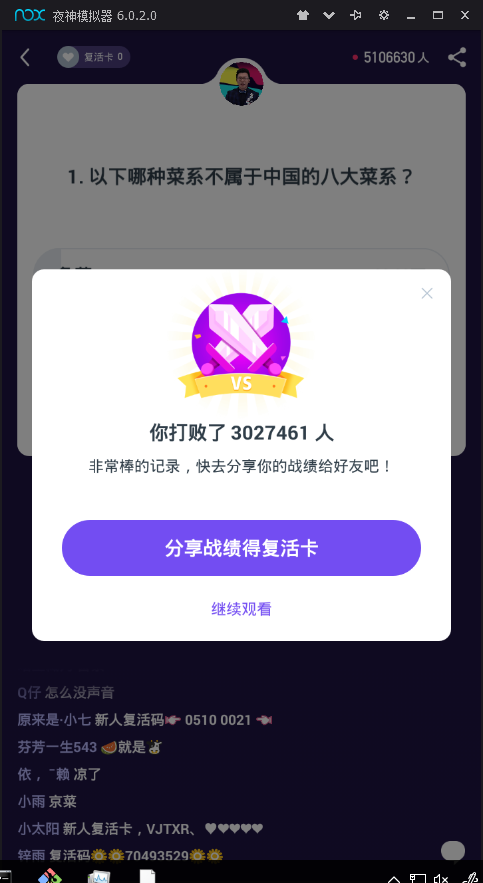 nox 夜神模拟器 6.0.2.0
复活卡 0
5106630 人
1. 以下哪种菜系不属于中国的八大菜系？
VS
你打败了 3027461 人
非常棒的记录，快去分享你的战绩给好友吧！
分享战绩得复活卡
继续观看
Q仔 怎么没声音
原来是·小七 新人复活码 0510 0021
芬芳一生543 🍉就是💰
依，ˉ赖 凉了
小雨 京菜
小太阳 新人复活卡，VJTXR、♥♥♥♥♥
锌雨 复活码🌼🌼70493529🌼🌼